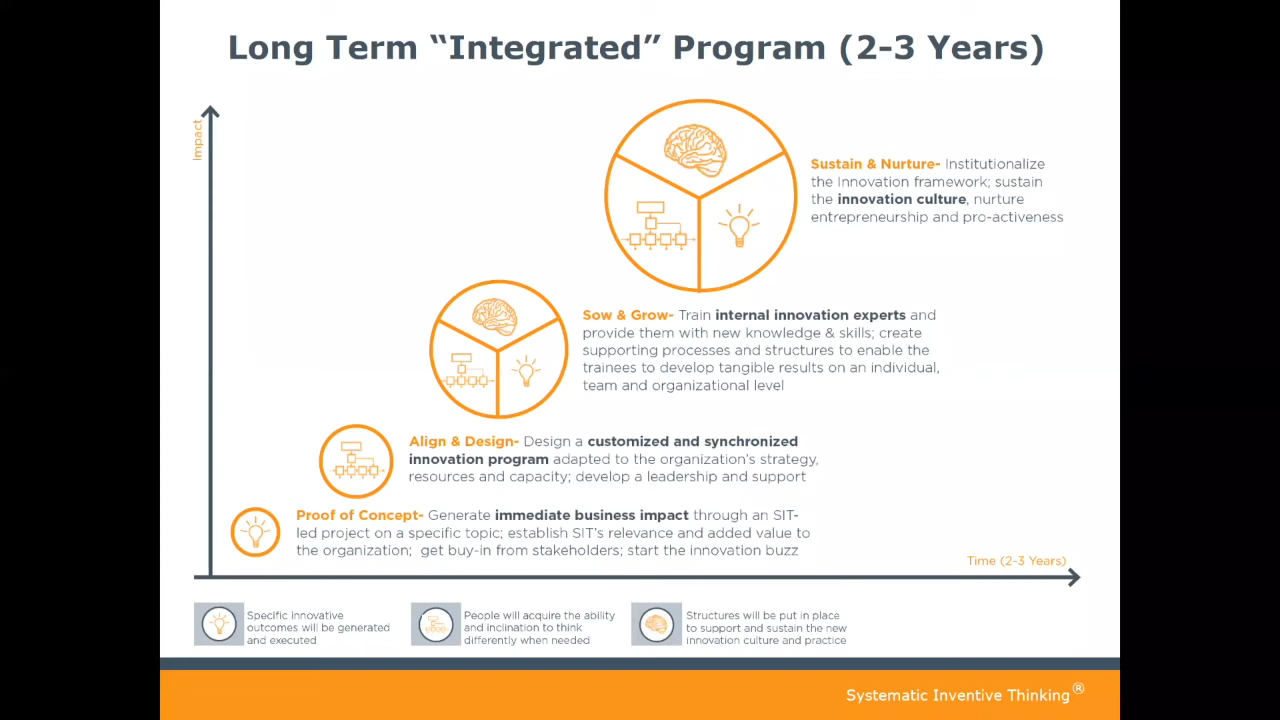 Long Term “Integrated” Program (2-3 Years)
Impact
Sustain & Nurture- Institutionalize
the Innovation framework; sustain
the innovation culture, nurture
entrepreneurship and pro-activeness
Sow & Grow- Train internal innovation experts and
provide them with new knowledge & skills; create
supporting processes and structures to enable the
trainees to develop tangible results on an individual,
team and organizational level
Align & Design- Design a customized and synchronized
innovation program adapted to the organization’s strategy,
resources and capacity; develop a leadership and support
Proof of Concept- Generate immediate business impact through an SIT-
led project on a specific topic; establish SIT’s relevance and added value to
the organization; get buy-in from stakeholders; start the innovation buzz
Time (2-3 Years)
Specific innovative
outcomes will be generated
and executed
People will acquire the ability
and inclination to think
differently when needed
Structures will be put in place
to support and sustain the new
innovation culture and practice
Systematic Inventive Thinking®